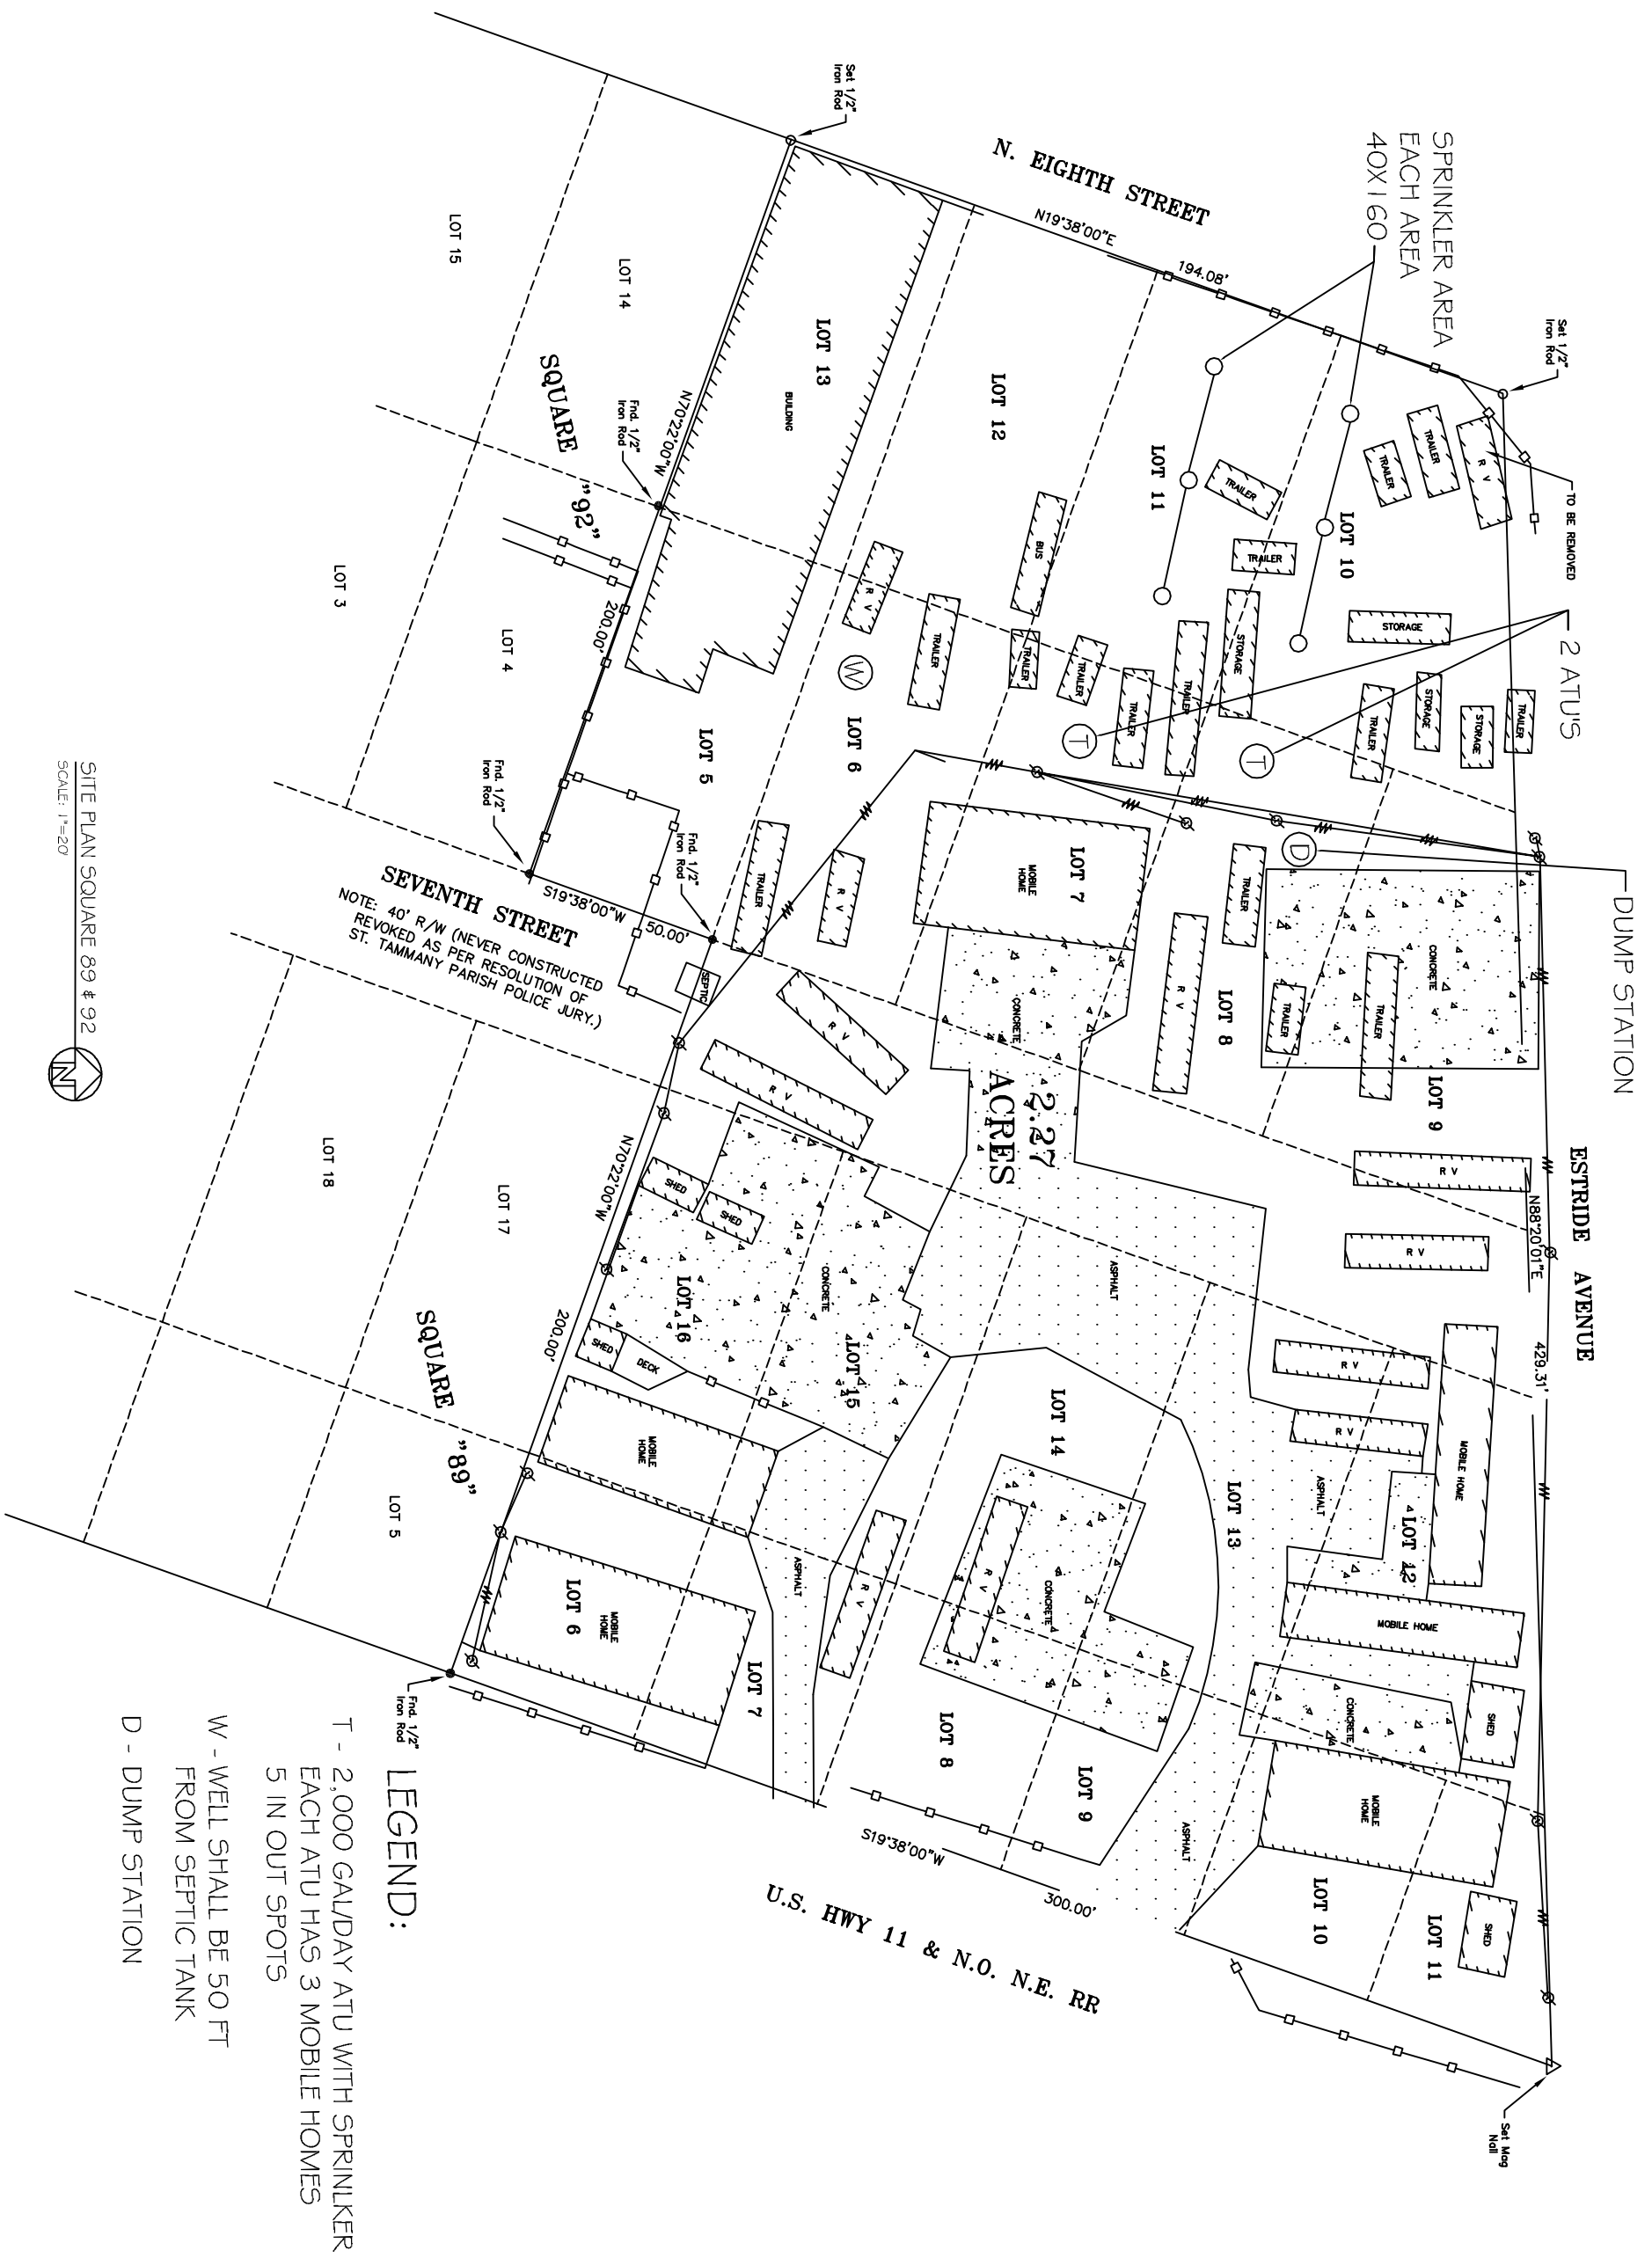 DUMP STATION
2 ATU'S
TO BE REMOVED
SPRINKLER AREA
EACH AREA
40X160
Set 1/2"
Iron Rod
Set 1/2"
Iron Rod
N. EIGHTH STREET
N19°38'00"E
194.08'
ESTRIDE AVENUE
N88°20'01"E
429.31'
R V
TRAILER
TRAILER
TRAILER
TRAILER
STORAGE
STORAGE
STORAGE
STORAGE
TRAILER
TRAILER
TRAILER
TRAILER
TRAILER
TRAILER
BUS
R V
TRAILER
LOT 10
LOT 11
LOT 12
LOT 13
BUILDING
T
T
D
W
LOT 5
LOT 6
LOT 7
MOBILE
HOME
LOT 8
LOT 9
CONCRETE
TRAILER
TRAILER
TRAILER
R V
CONCRETE
2.27
ACRES
TRAILER
R V
R V
R V
SEPTIC
R V
R V
R V
R V
MOBILE HOME
ASPHALT
ASPHALT
LOT 12
LOT 13
LOT 14
LOT 15
LOT 16
CONCRETE
SHED
SHED
SHED
DECK
MOBILE
HOME
MOBILE HOME
CONCRETE
R V
R V
CONCRETE
SHED
MOBILE
HOME
SHED
LOT 6
MOBILE
HOME
LOT 7
LOT 8
LOT 9
LOT 10
LOT 11
ASPHALT
ASPHALT
N70°22'00"W
200.00'
Fnd. 1/2"
Iron Rod
Fnd. 1/2"
Iron Rod
Fnd. 1/2"
Iron Rod
S19°38'00"W
50.00'
SEVENTH STREET
NOTE: 40' R/W (NEVER CONSTRUCTED
REVOKED AS PER RESOLUTION OF
ST. TAMMANY PARISH POLICE JURY.)
N70°22'00"W
200.00'
SQUARE "92"
LOT 14
LOT 15
LOT 3
LOT 4
SQUARE "89"
LOT 17
LOT 18
LOT 5
Fnd. 1/2"
Iron Rod
S19°38'00"W
300.00'
U.S. HWY 11 & N.O. N.E. RR
Set Mag
Nail
LEGEND:
T - 2,000 GAL/DAY ATU WITH SPRINLKER
EACH ATU HAS 3 MOBILE HOMES
5 IN OUT SPOTS
W - WELL SHALL BE 50 FT
FROM SEPTIC TANK
D - DUMP STATION
SITE PLAN SQUARE 89 & 92
SCALE: 1"=20'
N